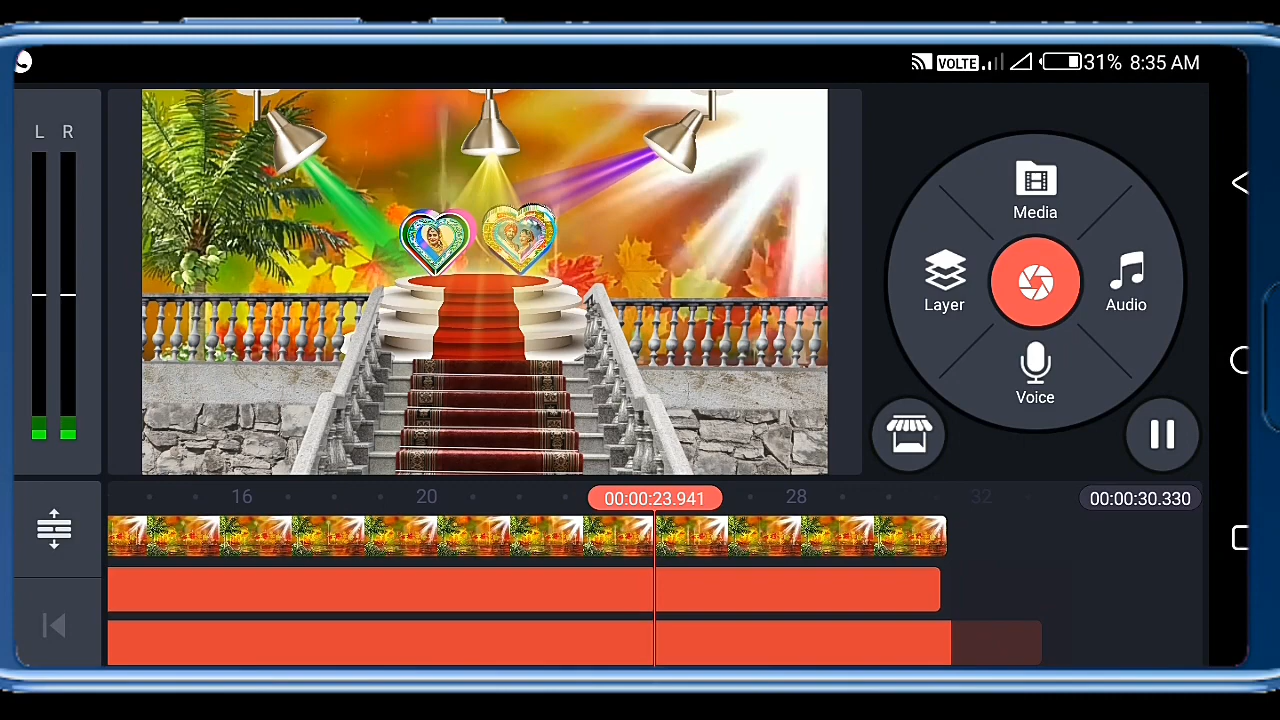 VOLTE 31% 8:35 AM
L R
Media
Layer
Audio
Voice
16 20 00:00:23.941 28 32 00:00:30.330